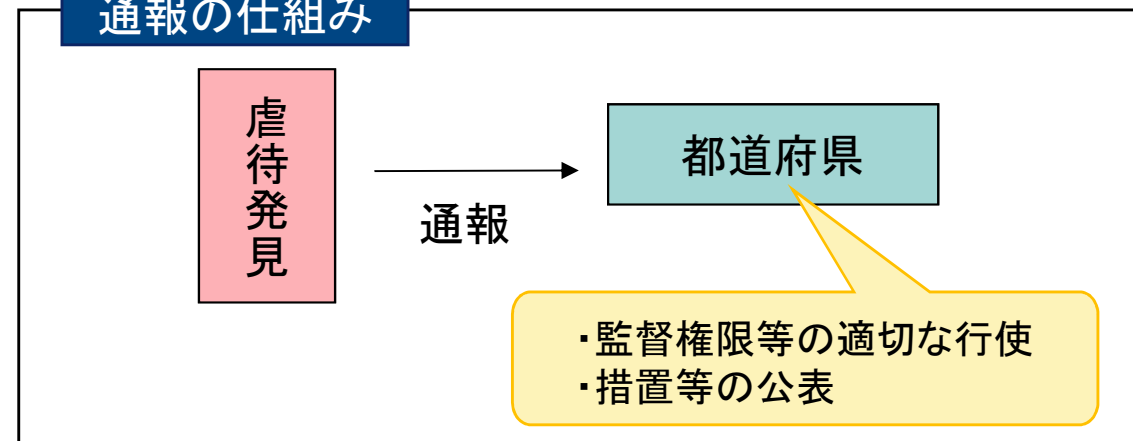 通報の仕組み
虐待発見
通報
都道府県
・監督権限等の適切な行使
・措置等の公表